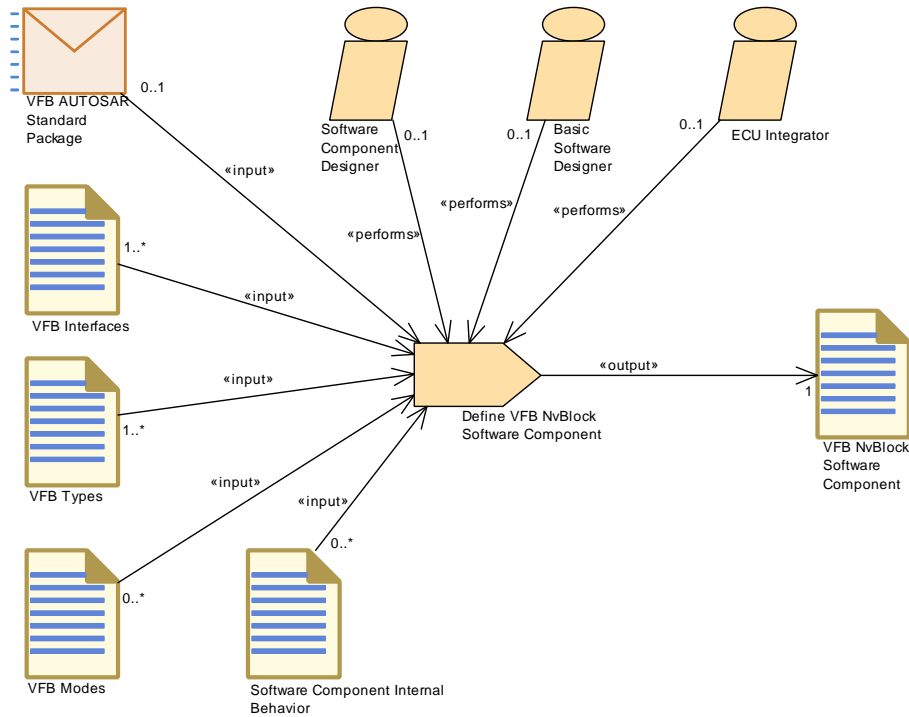 0..1
VFB AUTOSAR
Standard
Package
Software
Component
Designer
0..1
Basic
Software
Designer
0..1
ECU Integrator
0..1
«input»
«performs»
«performs»
«performs»
1..*
VFB Interfaces
«input»
VFB Types
1..*
«input»
Define VFB NvBlock
Software Component
«output»
1
VFB NvBlock
Software
Component
VFB Modes
0..*
«input»
«input»
0..*
Software Component Internal
Behavior